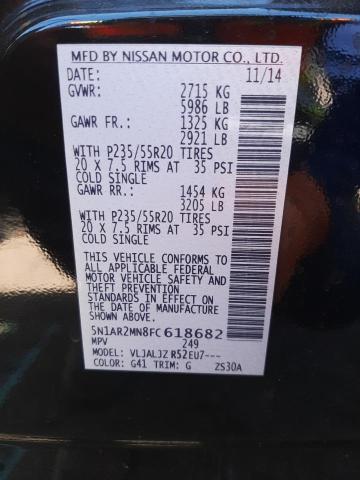 MFD BY NISSAN MOTOR CO., LTD.
DATE: 11/14
GVWR: 2715 KG
5986 LB
GAWR FR.: 1325 KG
2921 LB
WITH P235/55R20 TIRES
20 X 7.5 RIMS AT 35 PSI
COLD SINGLE
GAWR RR.: 1454 KG
3205 LB
WITH P235/55R20 TIRES
20 X 7.5 RIMS AT 35 PSI
COLD SINGLE
THIS VEHICLE CONFORMS TO
ALL APPLICABLE FEDERAL
MOTOR VEHICLE SAFETY
AND THEFT PREVENTION
STANDARDS IN EFFECT
ON THE DATE OF
MANUFACTURE SHOWN ABOVE.
5N1AR2MN8FC618682
MPV 249
MODEL: VLJALJZ R52EU7---
COLOR: G41 TRIM: G ZS30A